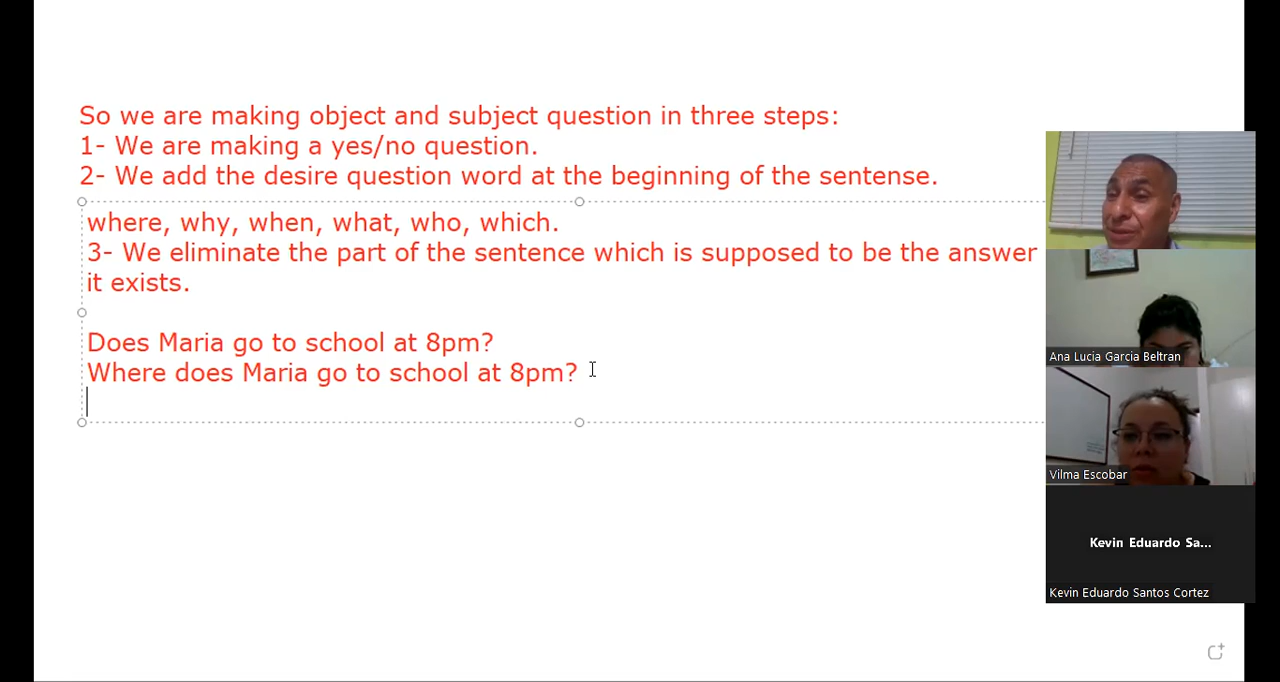 So we are making object and subject question in three steps:
1- We are making a yes/no question.
2- We add the desire question word at the beginning of the sentense.
where, why, when, what, who, which.
3- We eliminate the part of the sentence which is supposed to be the answer
it exists.
Does Maria go to school at 8pm?
Where does Maria go to school at 8pm?
Ana Lucia Garcia Beltran
Vilma Escobar
Kevin Eduardo Sa...
Kevin Eduardo Santos Cortez